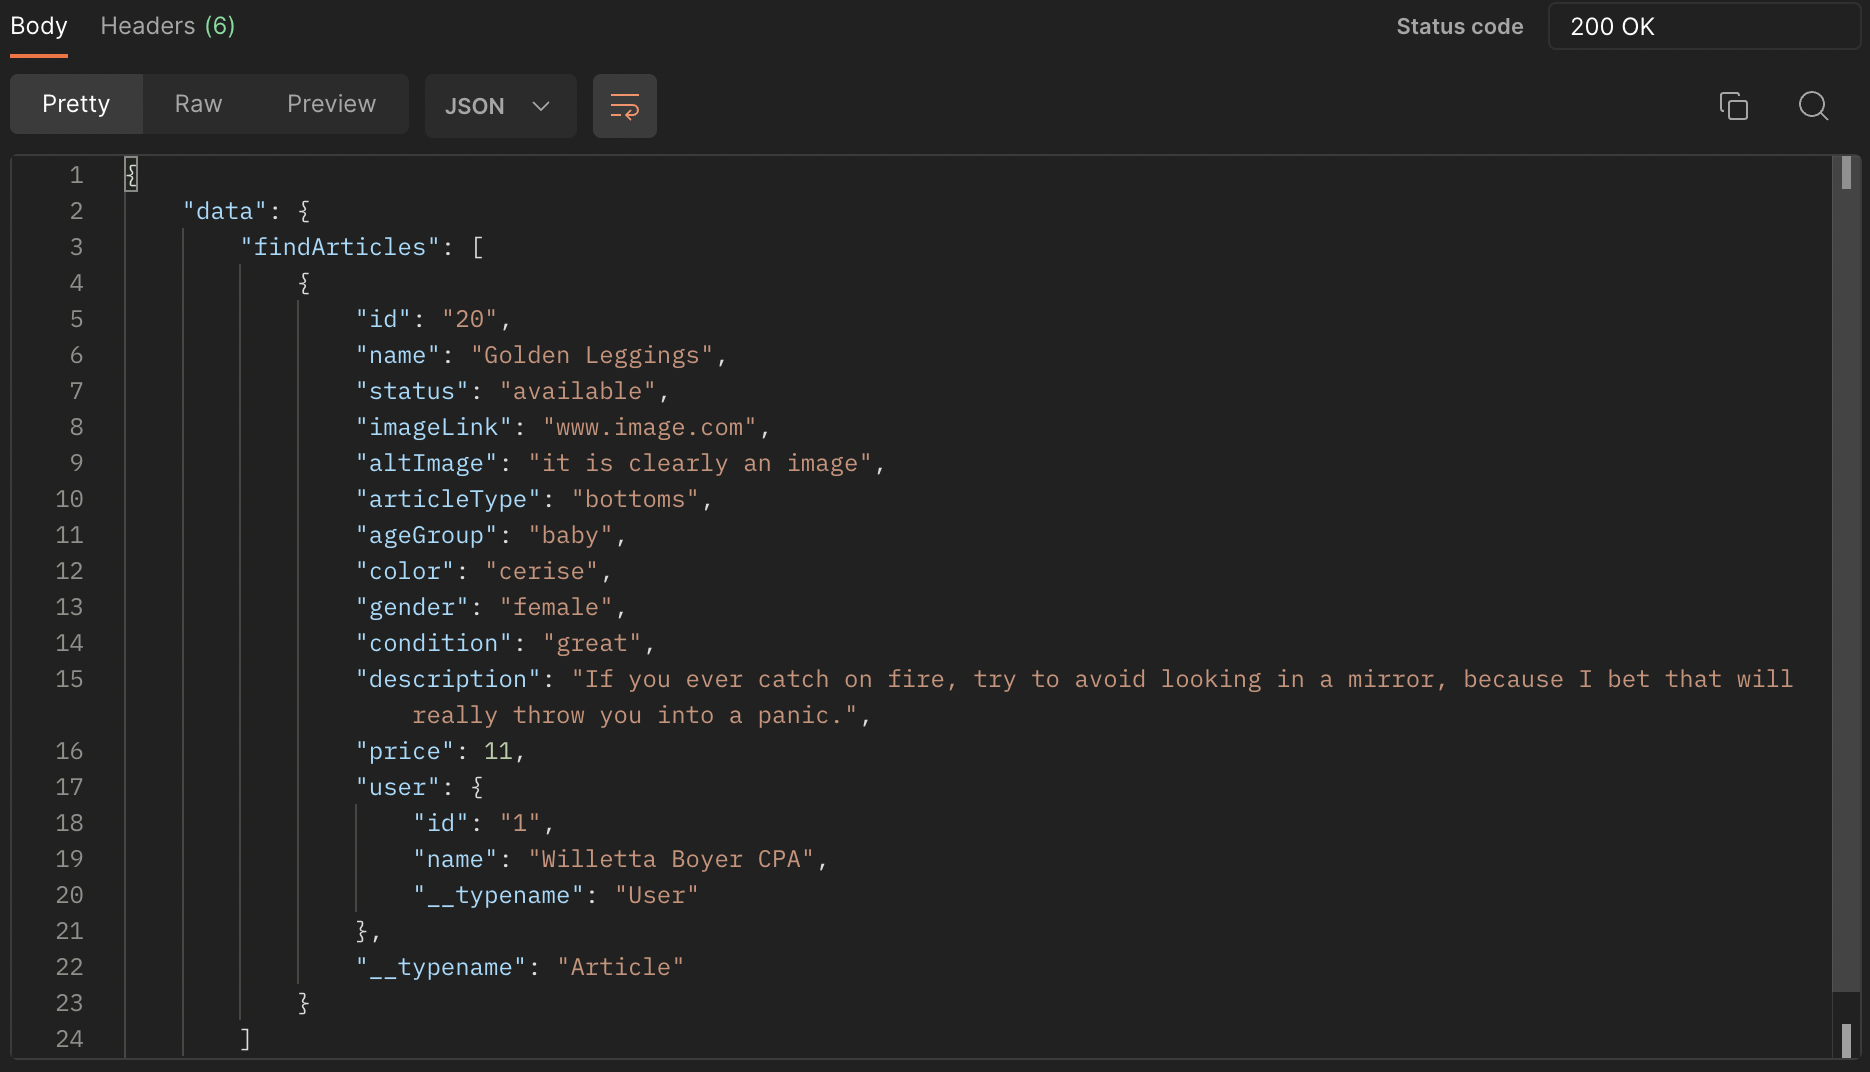 Body Headers (6) Status code 200 OK
Pretty Raw Preview JSON
1 {
2 "data": {
3 "findArticles": [
4 {
5 "id": "20",
6 "name": "Golden Leggings",
7 "status": "available",
8 "imageLink": "www.image.com",
9 "altImage": "it is clearly an image",
10 "articleType": "bottoms",
11 "ageGroup": "baby",
12 "color": "cerise",
13 "gender": "female",
14 "condition": "great",
15 "description": "If you ever catch on fire, try to avoid looking in a mirror, because I bet that will
really throw you into a panic.",
16 "price": 11,
17 "user": {
18 "id": "1",
19 "name": "Willetta Boyer CPA",
20 "__typename": "User"
21 },
22 "__typename": "Article"
23 }
24 ]